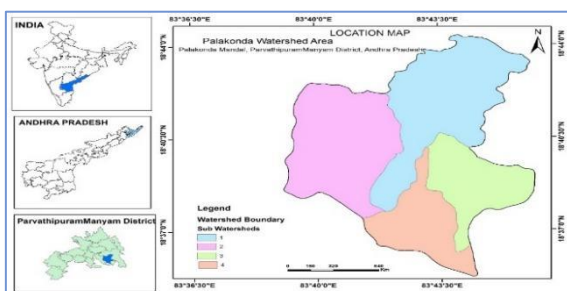 INDIA
ANDHRA PRADESH
ParvathipuramManyam District
LOCATION MAP
Palakonda Watershed Area
Palakonda Mandal, ParvathipuramManyam District, Andhra Pradesh
N
83°36'30"E
83°40'0"E
83°43'30"E
Legend
Watershed Boundary
Sub Watersheds
1
2
3
4
Km
83°36'30"E
83°40'0"E
83°43'30"E